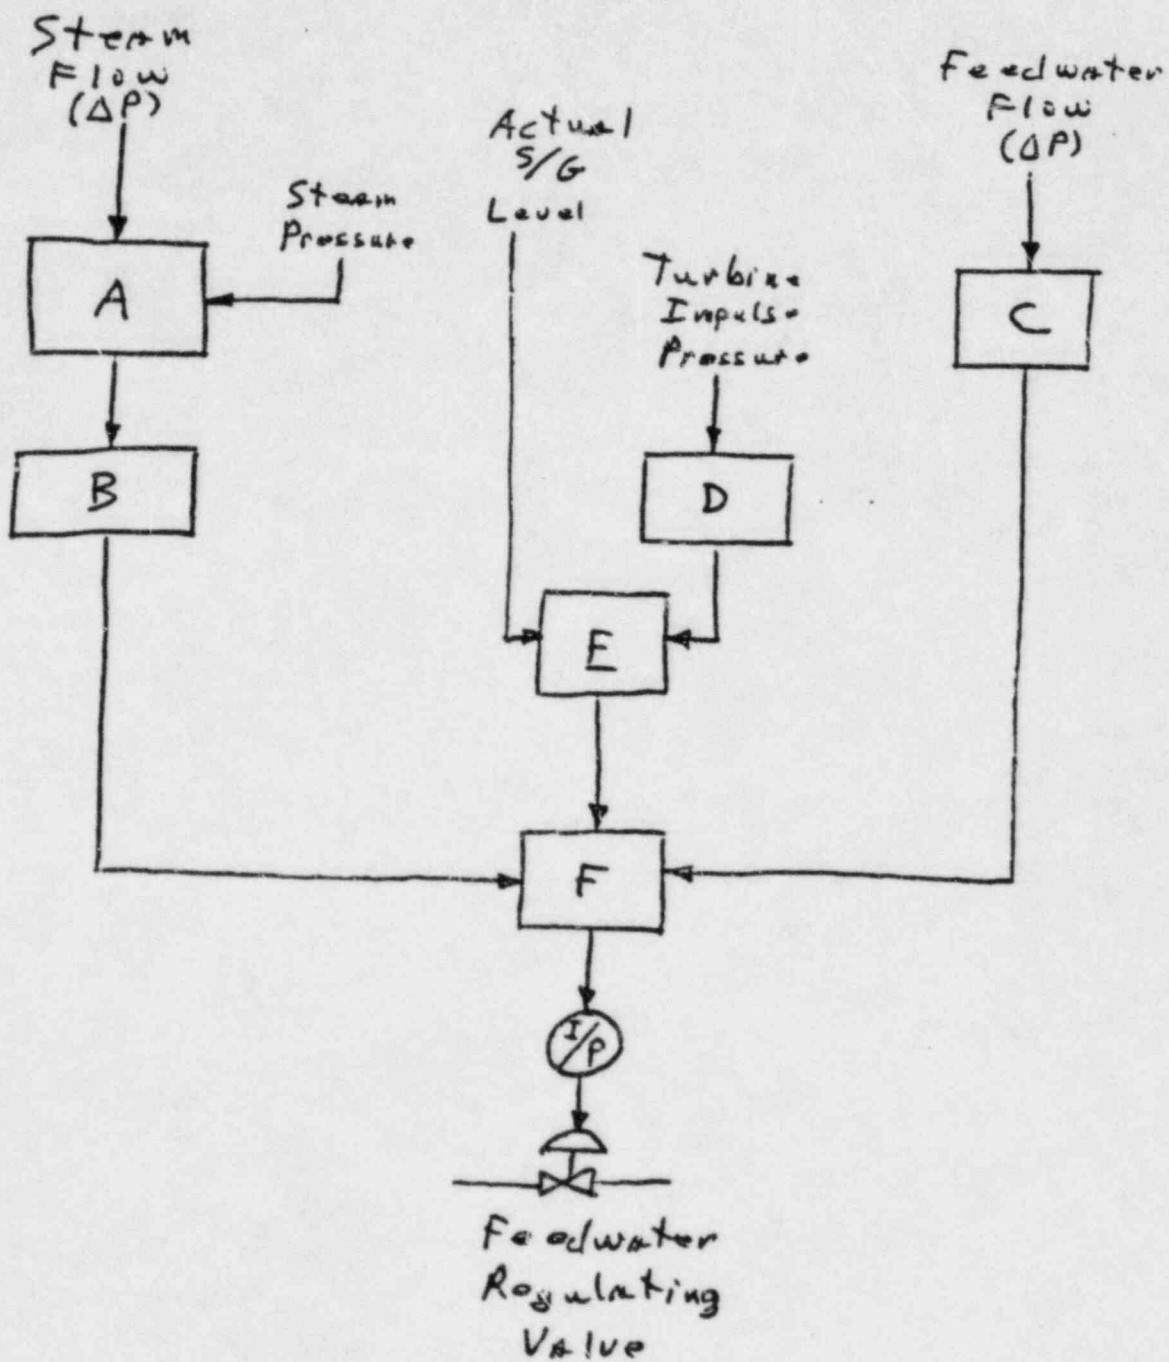 Steam
Flow
(ΔP)
Feedwater
Flow
(ΔP)
Actual
S/G
Level
Steam
Pressure
Turbine
Impulse
Pressure
A
C
B
D
E
F
I/P
Feedwater
Regulating
Valve